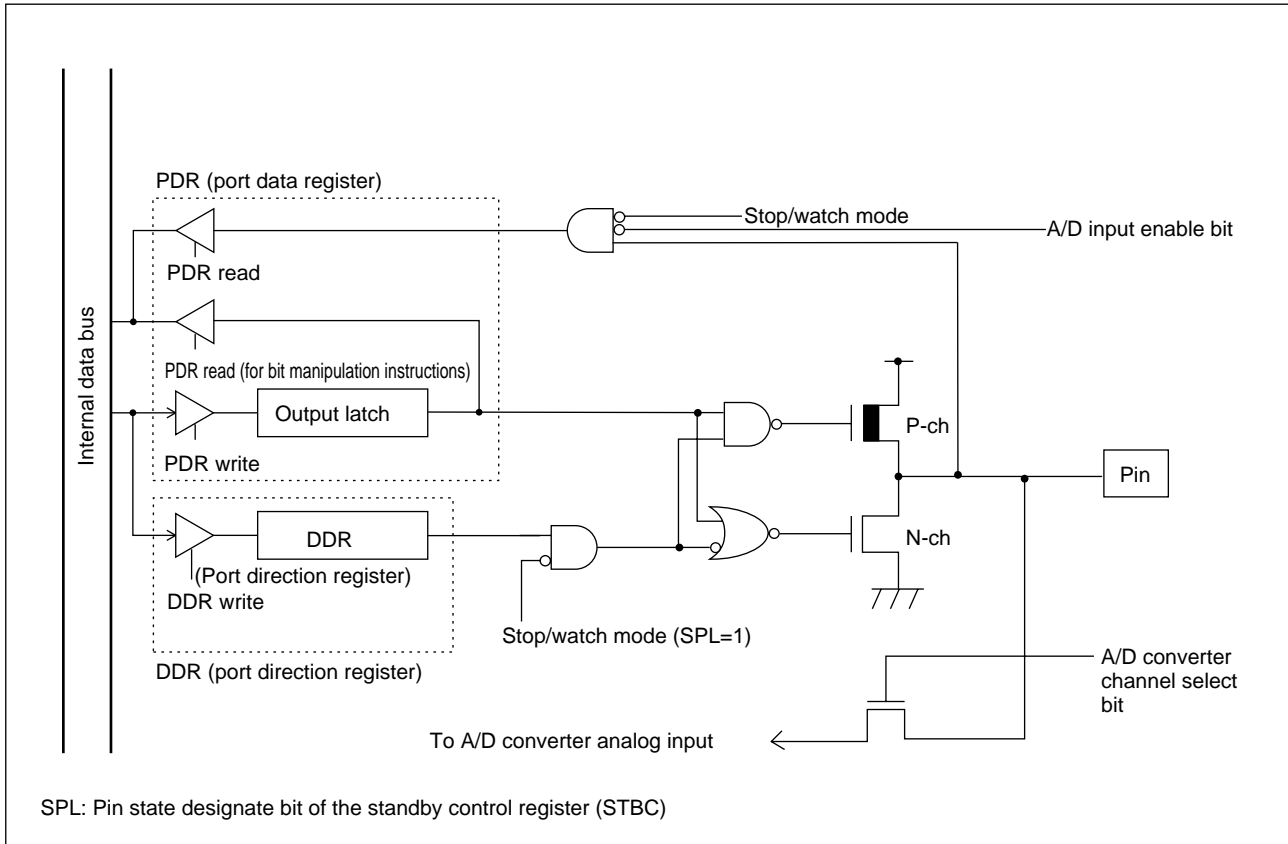 PDR (port data register)
Stop/watch mode
A/D input enable bit
PDR read
Internal data bus
PDR read (for bit manipulation instructions)
Output latch
P-ch
PDR write
Pin
DDR
N-ch
(Port direction register)
DDR write
Stop/watch mode (SPL=1)
DDR (port direction register)
A/D converter
channel select
bit
To A/D converter analog input
SPL: Pin state designate bit of the standby control register (STBC)